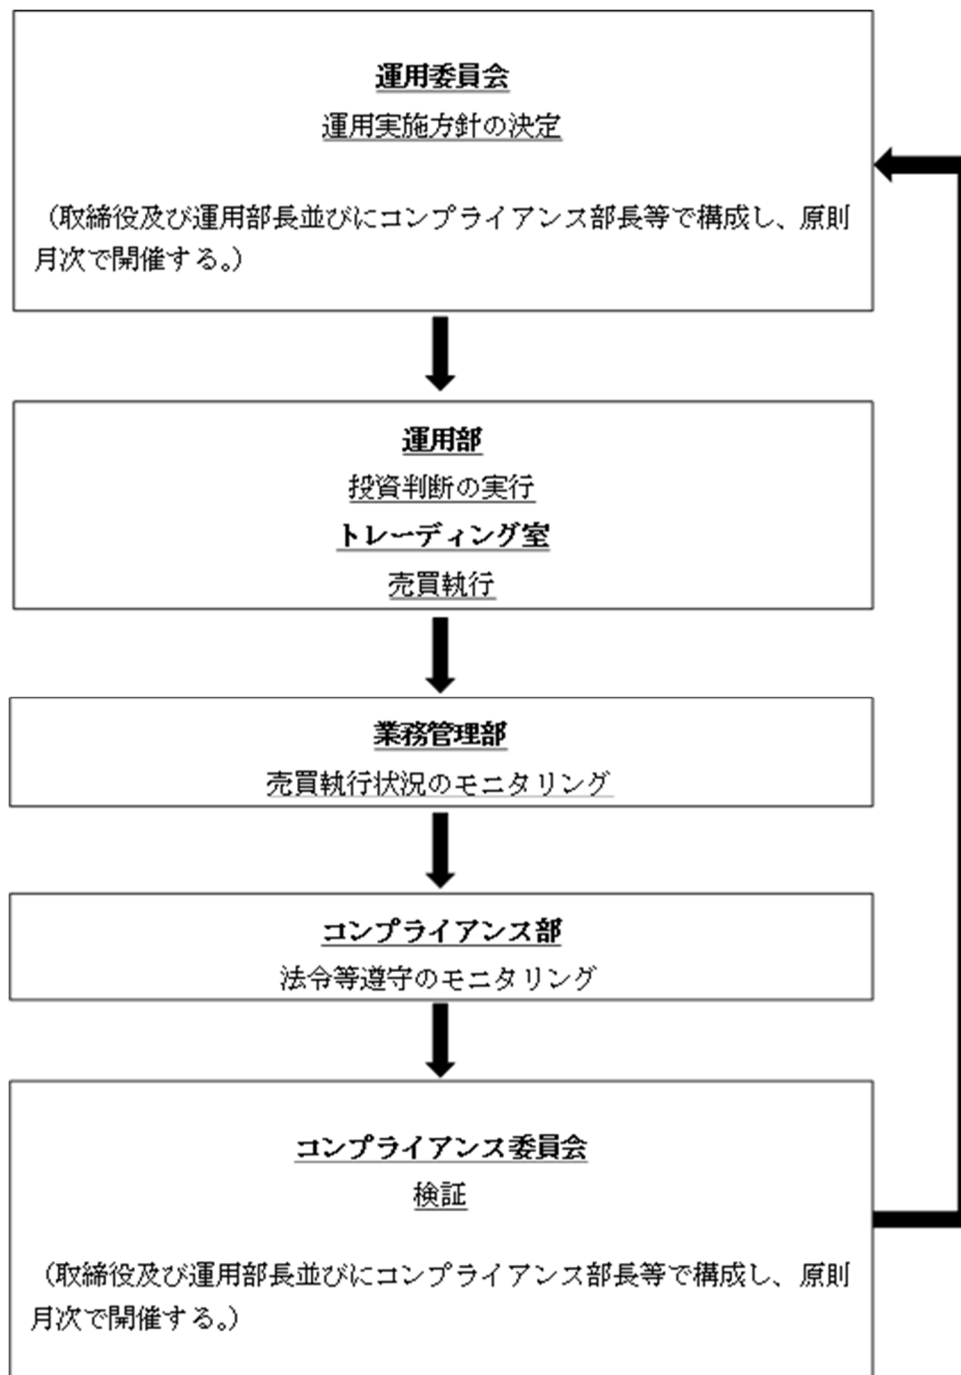 運用委員会
運用実施方針の決定
（取締役及び運用部長並びにコンプライアンス部長等で構成し、原則
月次で開催する。）
運用部
投資判断の実行
トレーディング室
売買執行
業務管理部
売買執行状況のモニタリング
コンプライアンス部
法令等遵守のモニタリング
コンプライアンス委員会
検証
（取締役及び運用部長並びにコンプライアンス部長等で構成し、原則
月次で開催する。）